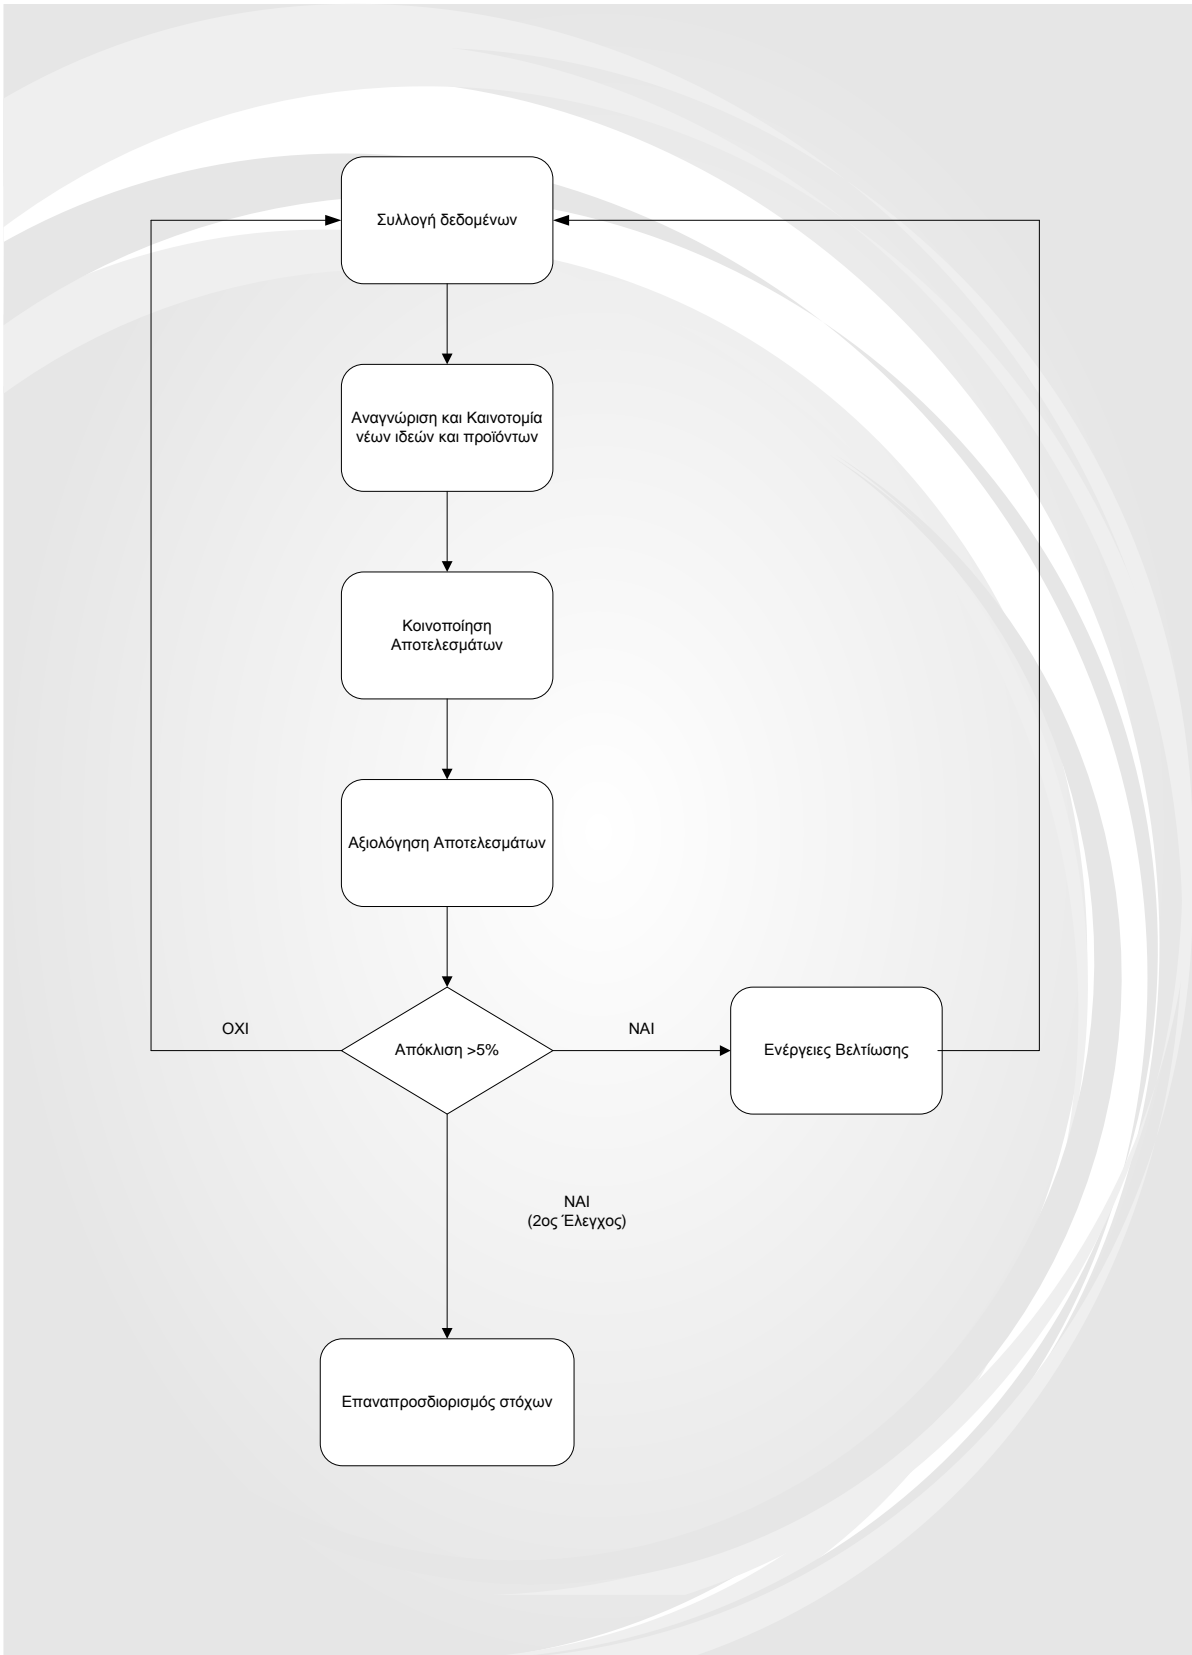 Συλλογή δεδομένων
Αναγνώριση και Καινοτομία
νέων ιδεών και προϊόντων
Κοινοποίηση
Αποτελεσμάτων
Αξιολόγηση Αποτελεσμάτων
ΟΧΙ
Απόκλιση >5%
ΝΑΙ
Ενέργειες Βελτίωσης
ΝΑΙ
(2ος Έλεγχος)
Επαναπροσδιορισμός στόχων